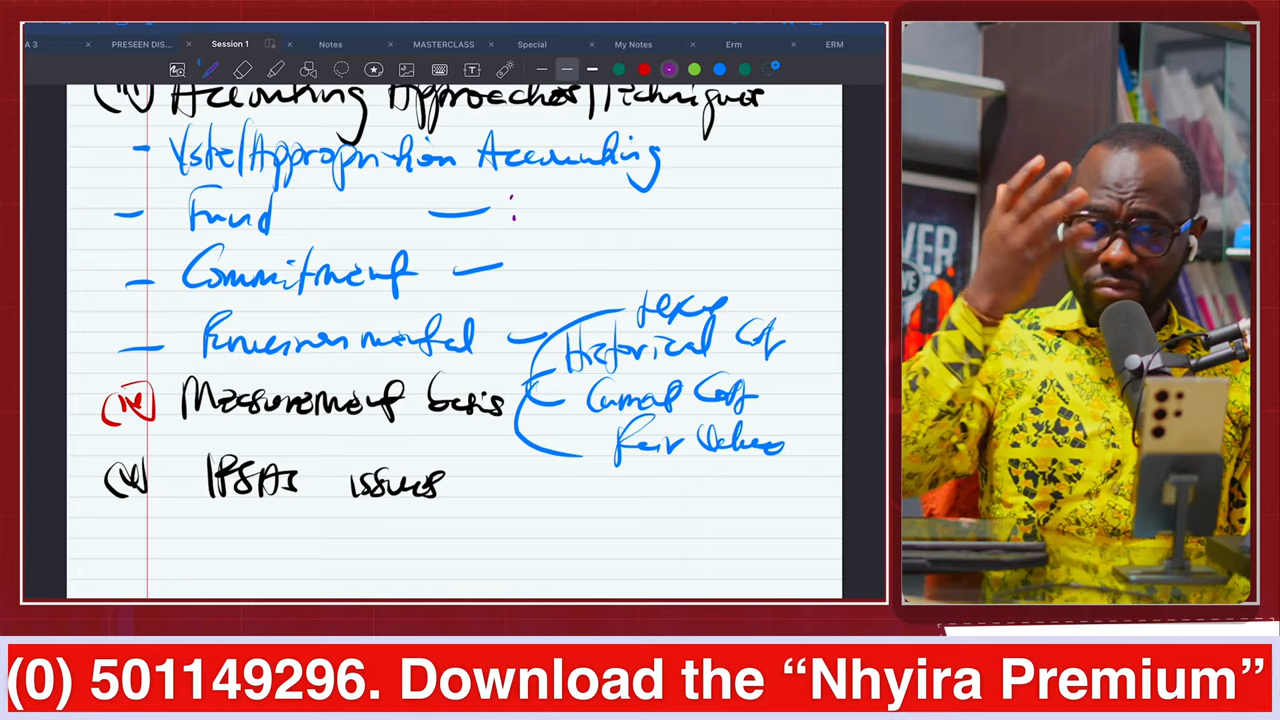 A 3
PRESEEN DIS...
Session 1
Notes
MASTERCLASS
Special
My Notes
Erm
ERM
(iii) Accounting Approaches/Techniques
- Vote/Appropriation Accounting
- Fund —
- Commitment —
- —
Historical Cost
(iv) Measurement basis
Current Cost
Fair Value
(v) IPSAS issues
(0) 501149296. Download the “Nhyira Premium”